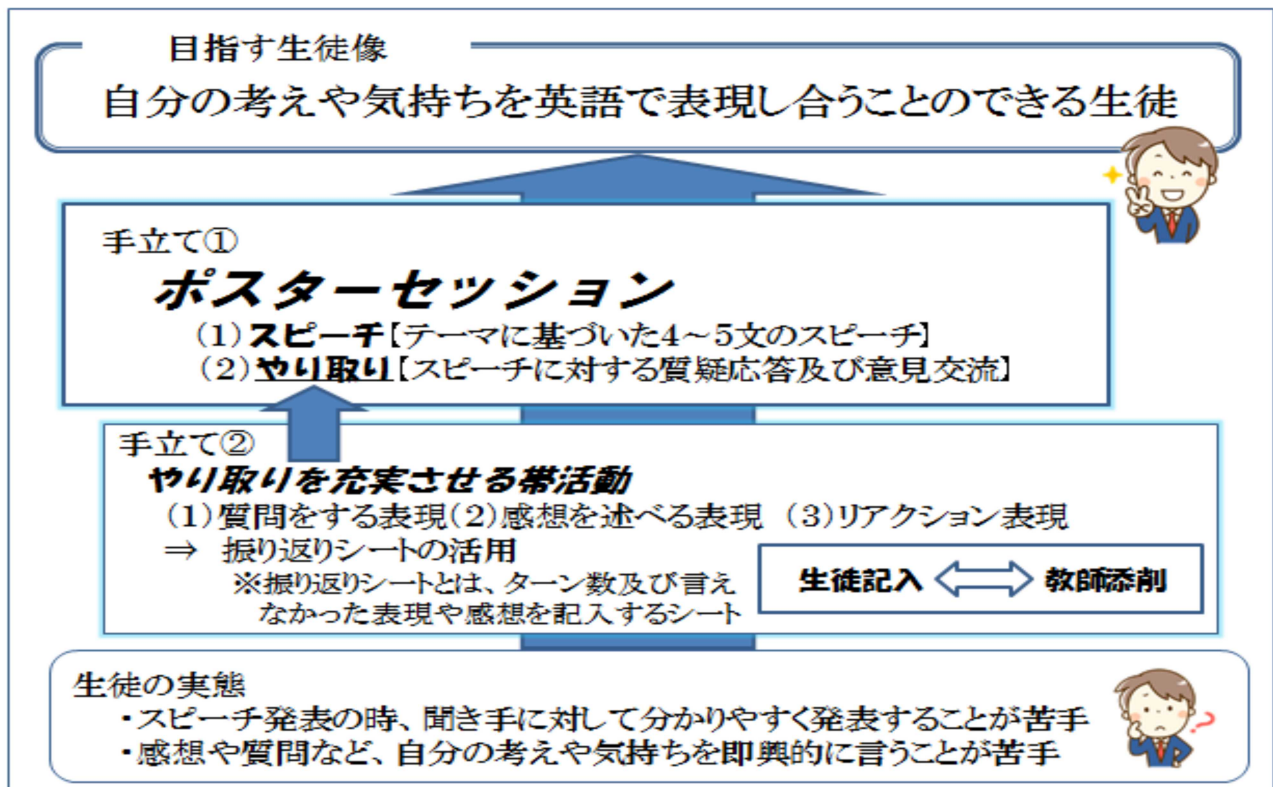 目指す生徒像
自分の考えや気持ちを英語で表現し合うことのできる生徒
手立て①
ポスターセッション
(1)スピーチ【テーマに基づいた4～5文のスピーチ】
(2)やり取り【スピーチに対する質疑応答及び意見交流】
手立て②
やり取りを充実させる帯活動
(1)質問をする表現(2)感想を述べる表現 (3)リアクション表現
⇒ 振り返りシートの活用
※振り返りシートとは、ターン数及び言え
なかった表現や感想を記入するシート
生徒記入 教師添削
生徒の実態
・スピーチ発表の時、聞き手に対して分かりやすく発表することが苦手
・感想や質問など、自分の考えや気持ちを即興的に言うことが苦手